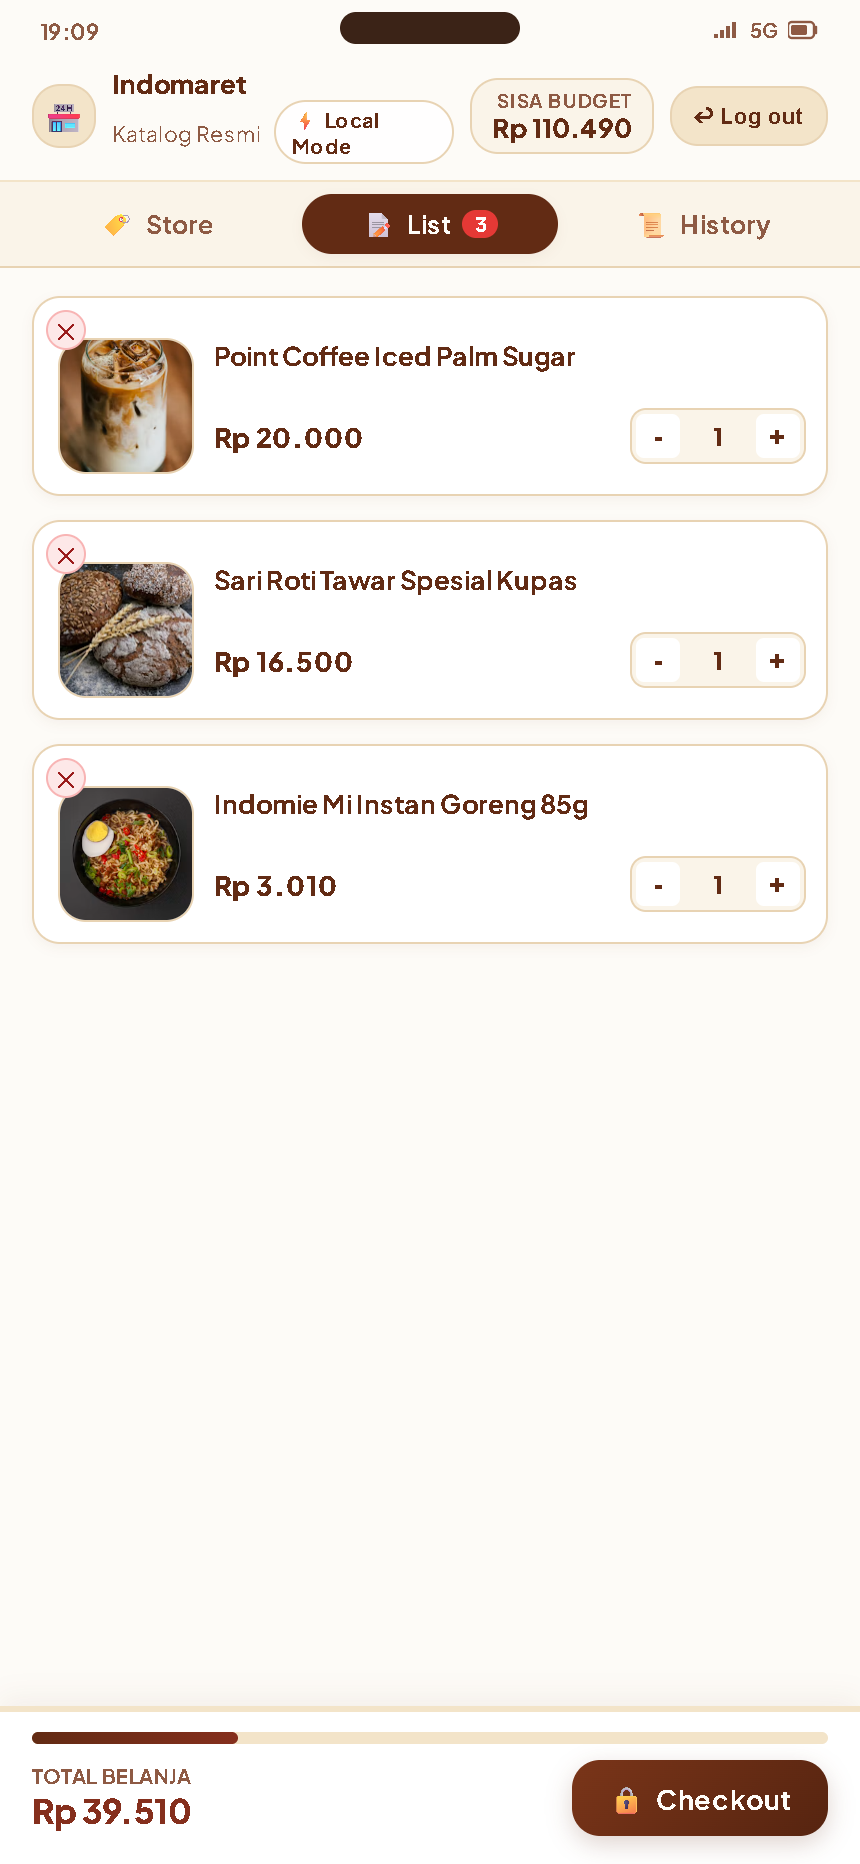 19:09
5G
24H
Indomaret
Katalog Resmi
Local
Mode
SISA BUDGET
Rp 110.490
Log out
Store
List 3
History
Point Coffee Iced Palm Sugar
Rp 20.000
- 1 +
Sari Roti Tawar Spesial Kupas
Rp 16.500
- 1 +
Indomie Mi Instan Goreng 85g
Rp 3.010
- 1 +
TOTAL BELANJA
Rp 39.510
Checkout